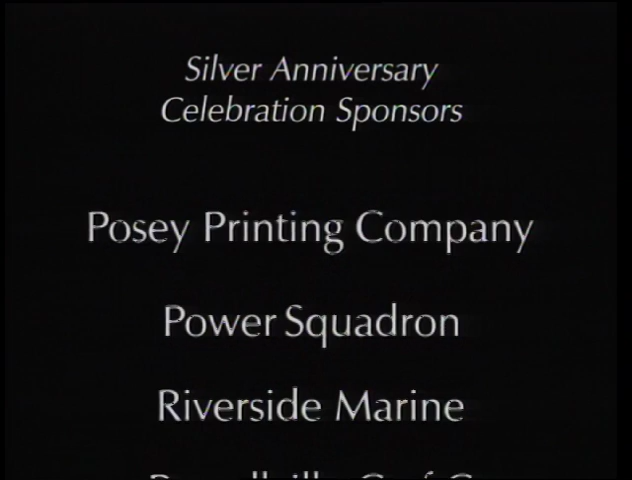 Silver Anniversary
Celebration Sponsors
Posey Printing Company
Power Squadron
Riverside Marine